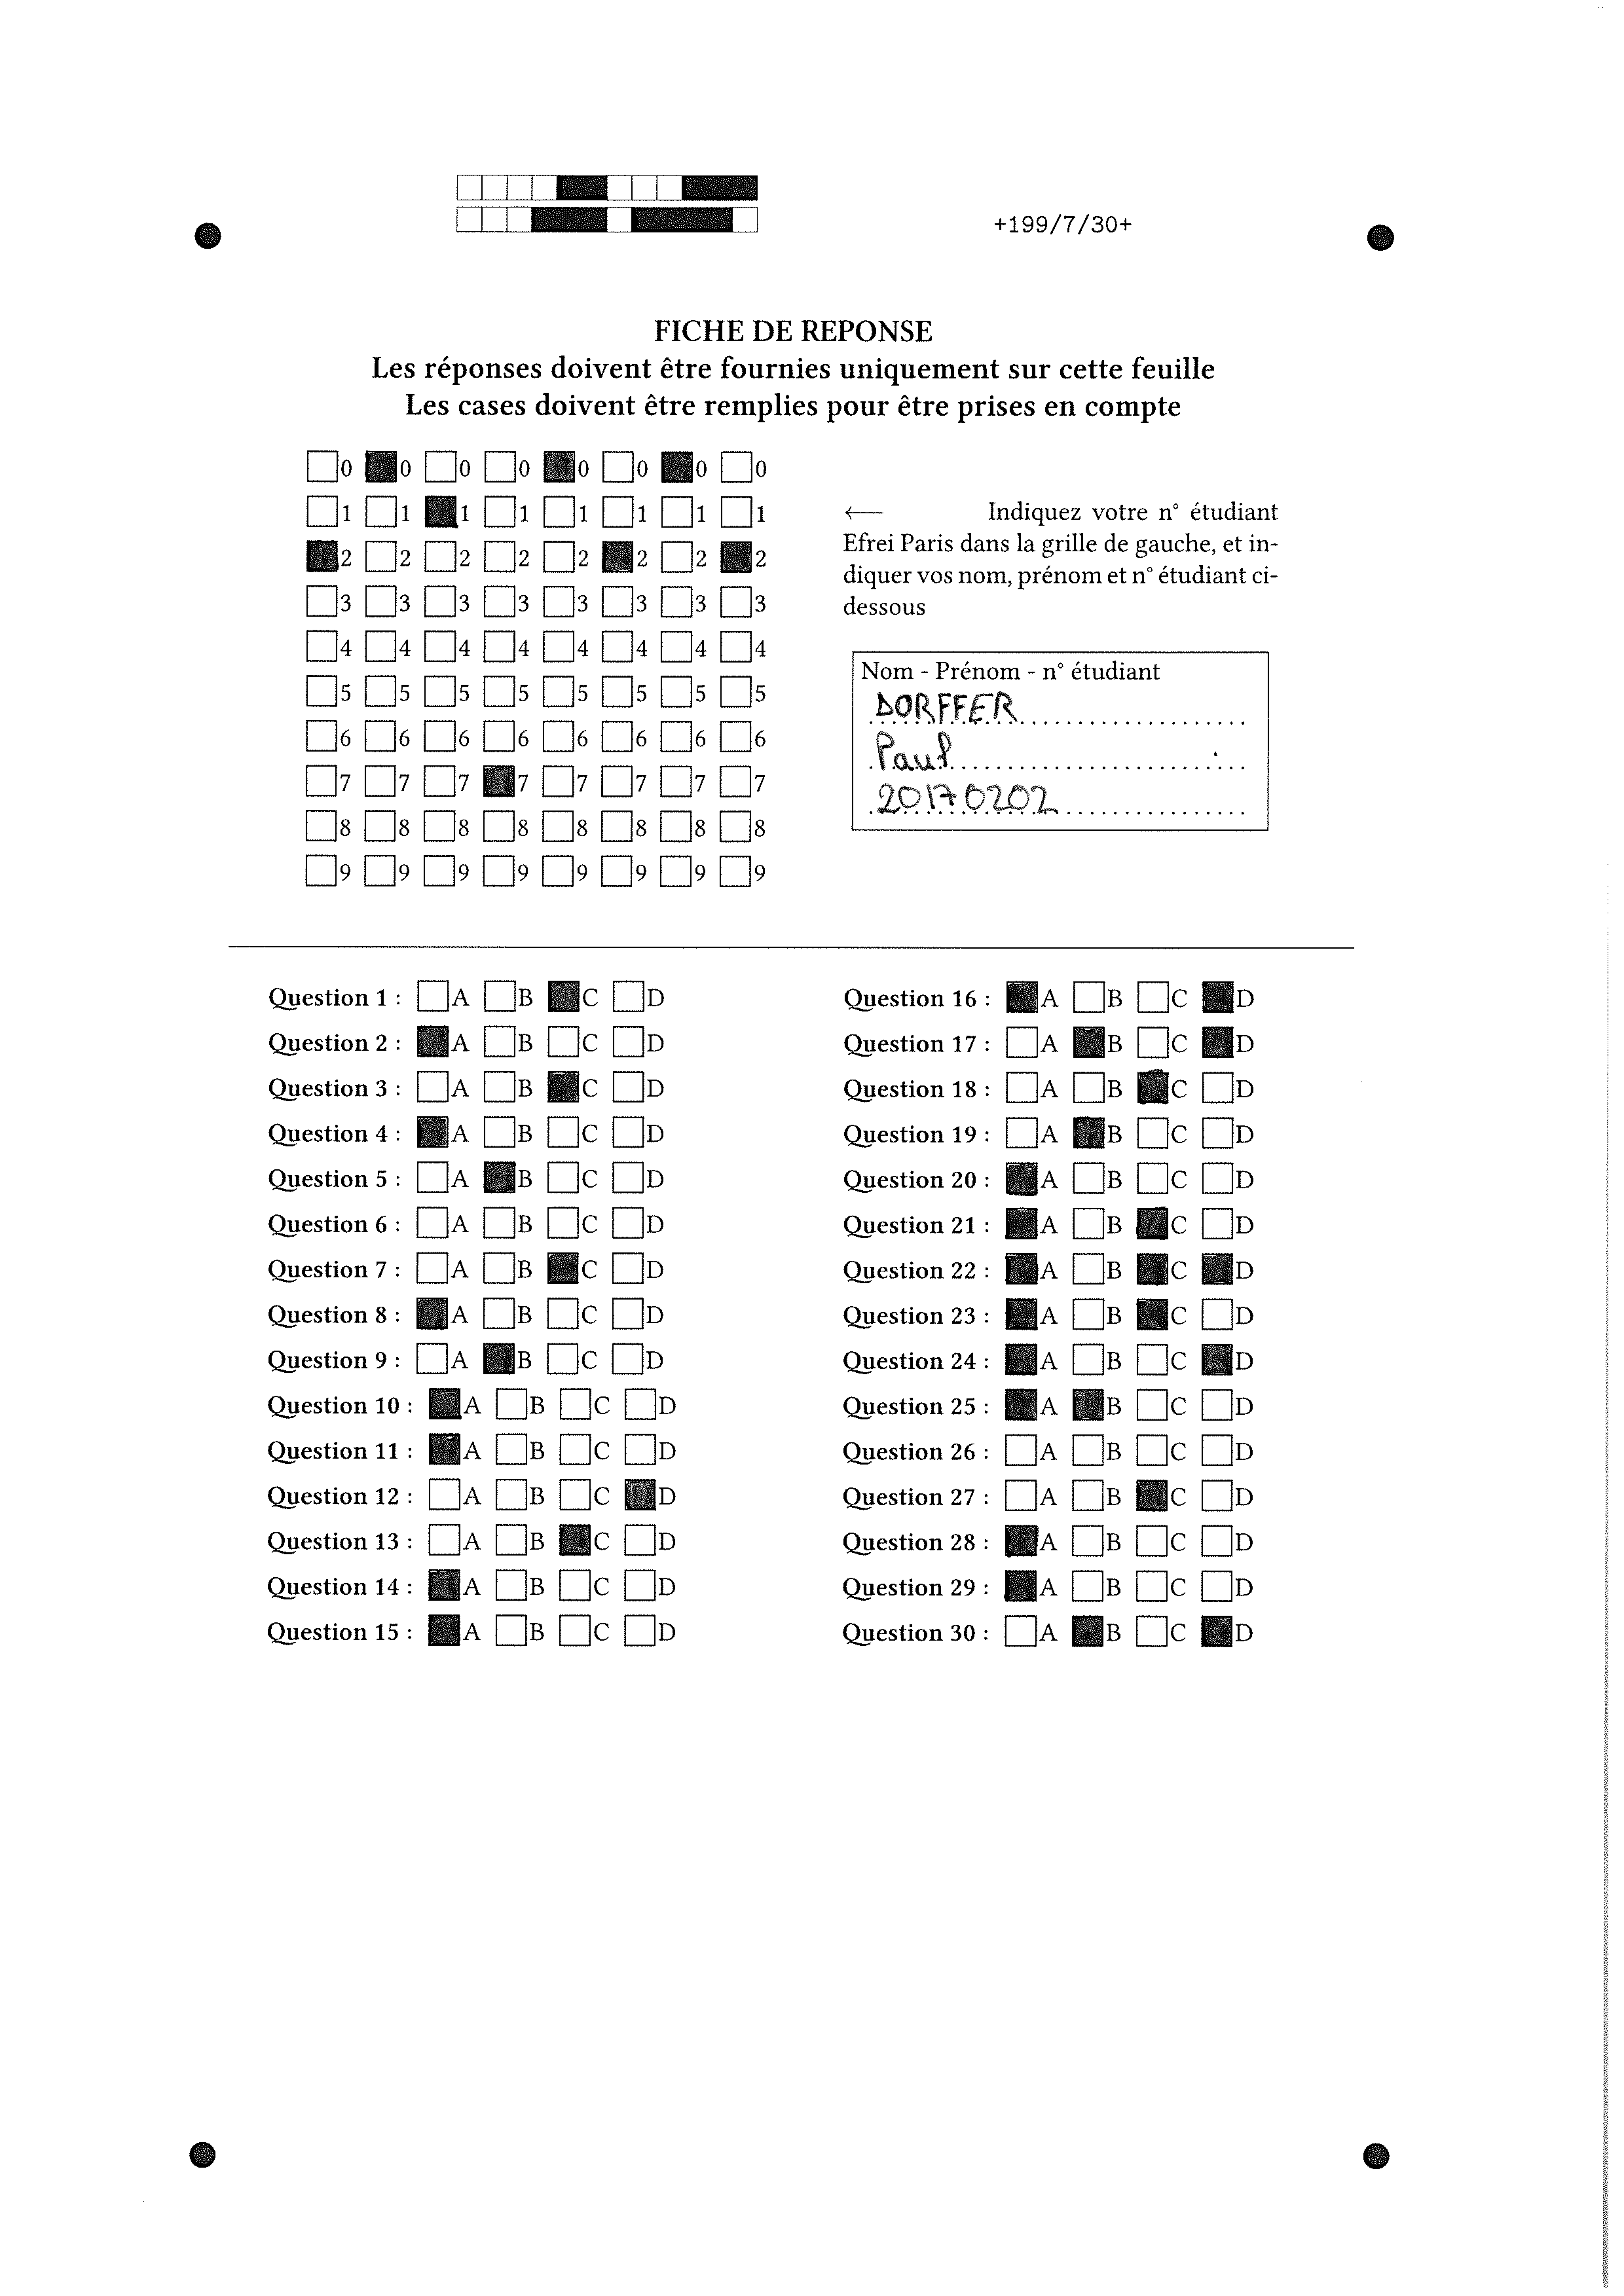 +199/7/30+
FICHE DE REPONSE
Les réponses doivent être fournies uniquement sur cette feuille
Les cases doivent être remplies pour être prises en compte
0 0 0 0 0 0 0 0
1 1 1 1 1 1 1 1
2 2 2 2 2 2 2 2
3 3 3 3 3 3 3 3
4 4 4 4 4 4 4 4
5 5 5 5 5 5 5 5
6 6 6 6 6 6 6 6
7 7 7 7 7 7 7 7
8 8 8 8 8 8 8 8
9 9 9 9 9 9 9 9
← Indiquez votre n° étudiant
Efrei Paris dans la grille de gauche, et in-
diquer vos nom, prénom et n° étudiant ci-
dessous
Nom - Prénom - n° étudiant
DORFFER
Paul
20170202
Question 1 : A B C D
Question 2 : A B C D
Question 3 : A B C D
Question 4 : A B C D
Question 5 : A B C D
Question 6 : A B C D
Question 7 : A B C D
Question 8 : A B C D
Question 9 : A B C D
Question 10 : A B C D
Question 11 : A B C D
Question 12 : A B C D
Question 13 : A B C D
Question 14 : A B C D
Question 15 : A B C D
Question 16 : A B C D
Question 17 : A B C D
Question 18 : A B C D
Question 19 : A B C D
Question 20 : A B C D
Question 21 : A B C D
Question 22 : A B C D
Question 23 : A B C D
Question 24 : A B C D
Question 25 : A B C D
Question 26 : A B C D
Question 27 : A B C D
Question 28 : A B C D
Question 29 : A B C D
Question 30 : A B C D